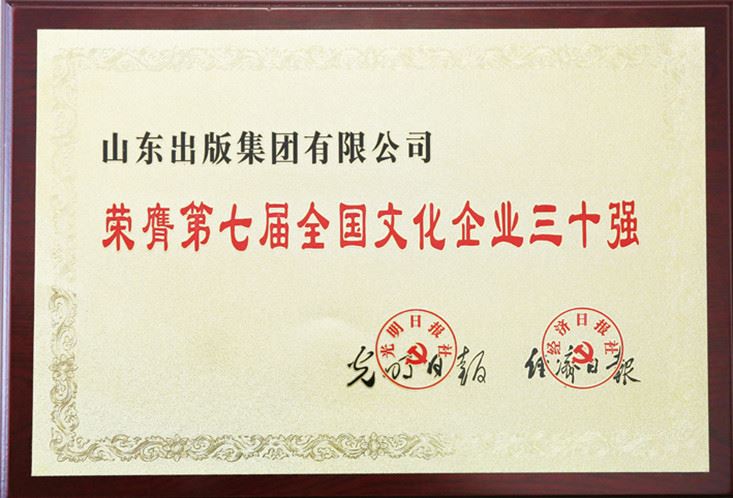 山东出版集团有限公司
荣膺第七届全国文化企业三十强
光明日报社
经济日报社
光明日报
经济日报